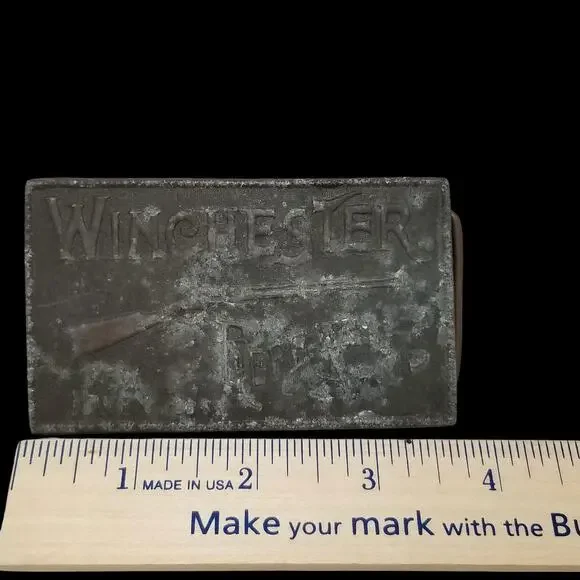 WINCHESTER
1 MADE IN USA 2 3 4
Make your mark with the Bu